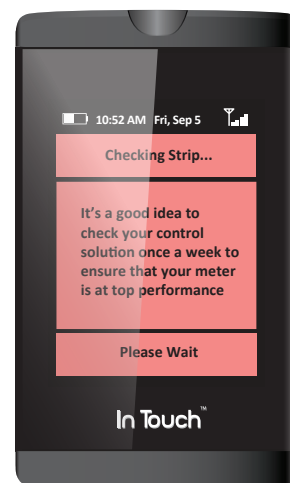 10:52 AM Fri, Sep 5
Checking Strip...
It's a good idea to
check your control
solution once a week to
ensure that your meter
is at top performance
Please Wait
In Touch™